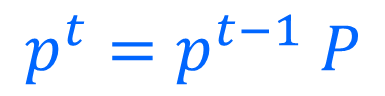 p^t = p^{t−1} P